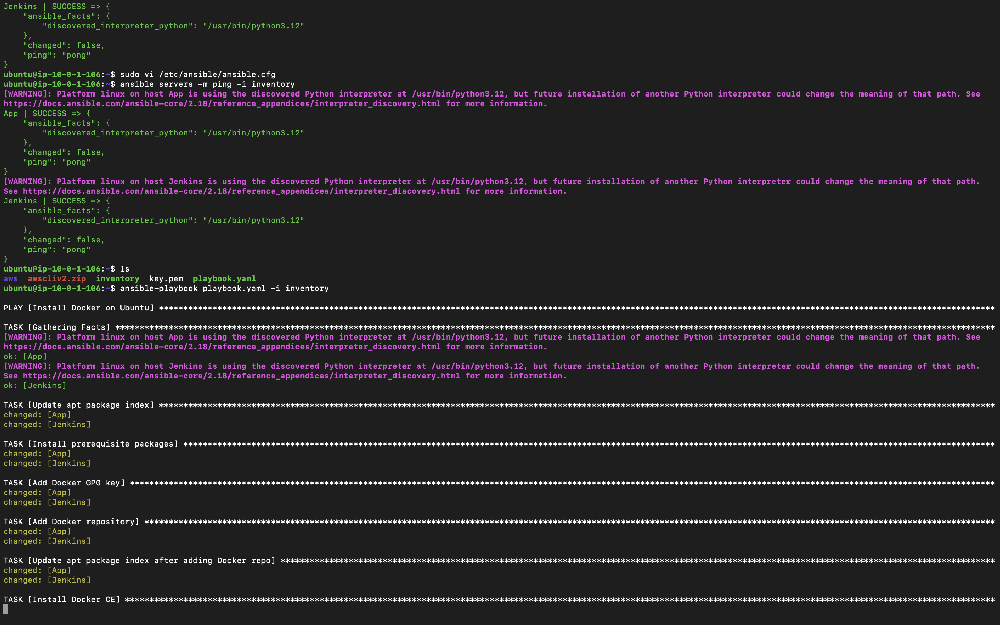 Jenkins | SUCCESS => {
    "ansible_facts": {
        "discovered_interpreter_python": "/usr/bin/python3.12"
    },
    "changed": false,
    "ping": "pong"
}
ubuntu@ip-10-0-1-106:~$ sudo vi /etc/ansible/ansible.cfg
ubuntu@ip-10-0-1-106:~$ ansible servers -m ping -i inventory
[WARNING]: Platform linux on host App is using the discovered Python interpreter at /usr/bin/python3.12, but future installation of another Python interpreter could change the meaning of that path. See
https://docs.ansible.com/ansible-core/2.18/reference_appendices/interpreter_discovery.html for more information.
App | SUCCESS => {
    "ansible_facts": {
        "discovered_interpreter_python": "/usr/bin/python3.12"
    },
    "changed": false,
    "ping": "pong"
}
[WARNING]: Platform linux on host Jenkins is using the discovered Python interpreter at /usr/bin/python3.12, but future installation of another Python interpreter could change the meaning of that path.
See https://docs.ansible.com/ansible-core/2.18/reference_appendices/interpreter_discovery.html for more information.
Jenkins | SUCCESS => {
    "ansible_facts": {
        "discovered_interpreter_python": "/usr/bin/python3.12"
    },
    "changed": false,
    "ping": "pong"
}
ubuntu@ip-10-0-1-106:~$ ls
aws  awscliv2.zip  inventory  key.pem  playbook.yaml
ubuntu@ip-10-0-1-106:~$ ansible-playbook playbook.yaml -i inventory

PLAY [Install Docker on Ubuntu] ****************************************************************************************************************************************************************************

TASK [Gathering Facts] *************************************************************************************************************************************************************************************
[WARNING]: Platform linux on host App is using the discovered Python interpreter at /usr/bin/python3.12, but future installation of another Python interpreter could change the meaning of that path. See
https://docs.ansible.com/ansible-core/2.18/reference_appendices/interpreter_discovery.html for more information.
ok: [App]
[WARNING]: Platform linux on host Jenkins is using the discovered Python interpreter at /usr/bin/python3.12, but future installation of another Python interpreter could change the meaning of that path.
See https://docs.ansible.com/ansible-core/2.18/reference_appendices/interpreter_discovery.html for more information.
ok: [Jenkins]

TASK [Update apt package index] ****************************************************************************************************************************************************************************
changed: [App]
changed: [Jenkins]

TASK [Install prerequisite packages] ***********************************************************************************************************************************************************************
changed: [App]
changed: [Jenkins]

TASK [Add Docker GPG key] **********************************************************************************************************************************************************************************
changed: [App]
changed: [Jenkins]

TASK [Add Docker repository] *******************************************************************************************************************************************************************************
changed: [App]
changed: [Jenkins]

TASK [Update apt package index after adding Docker repo] ***************************************************************************************************************************************************
changed: [App]
changed: [Jenkins]

TASK [Install Docker CE] ***********************************************************************************************************************************************************************************